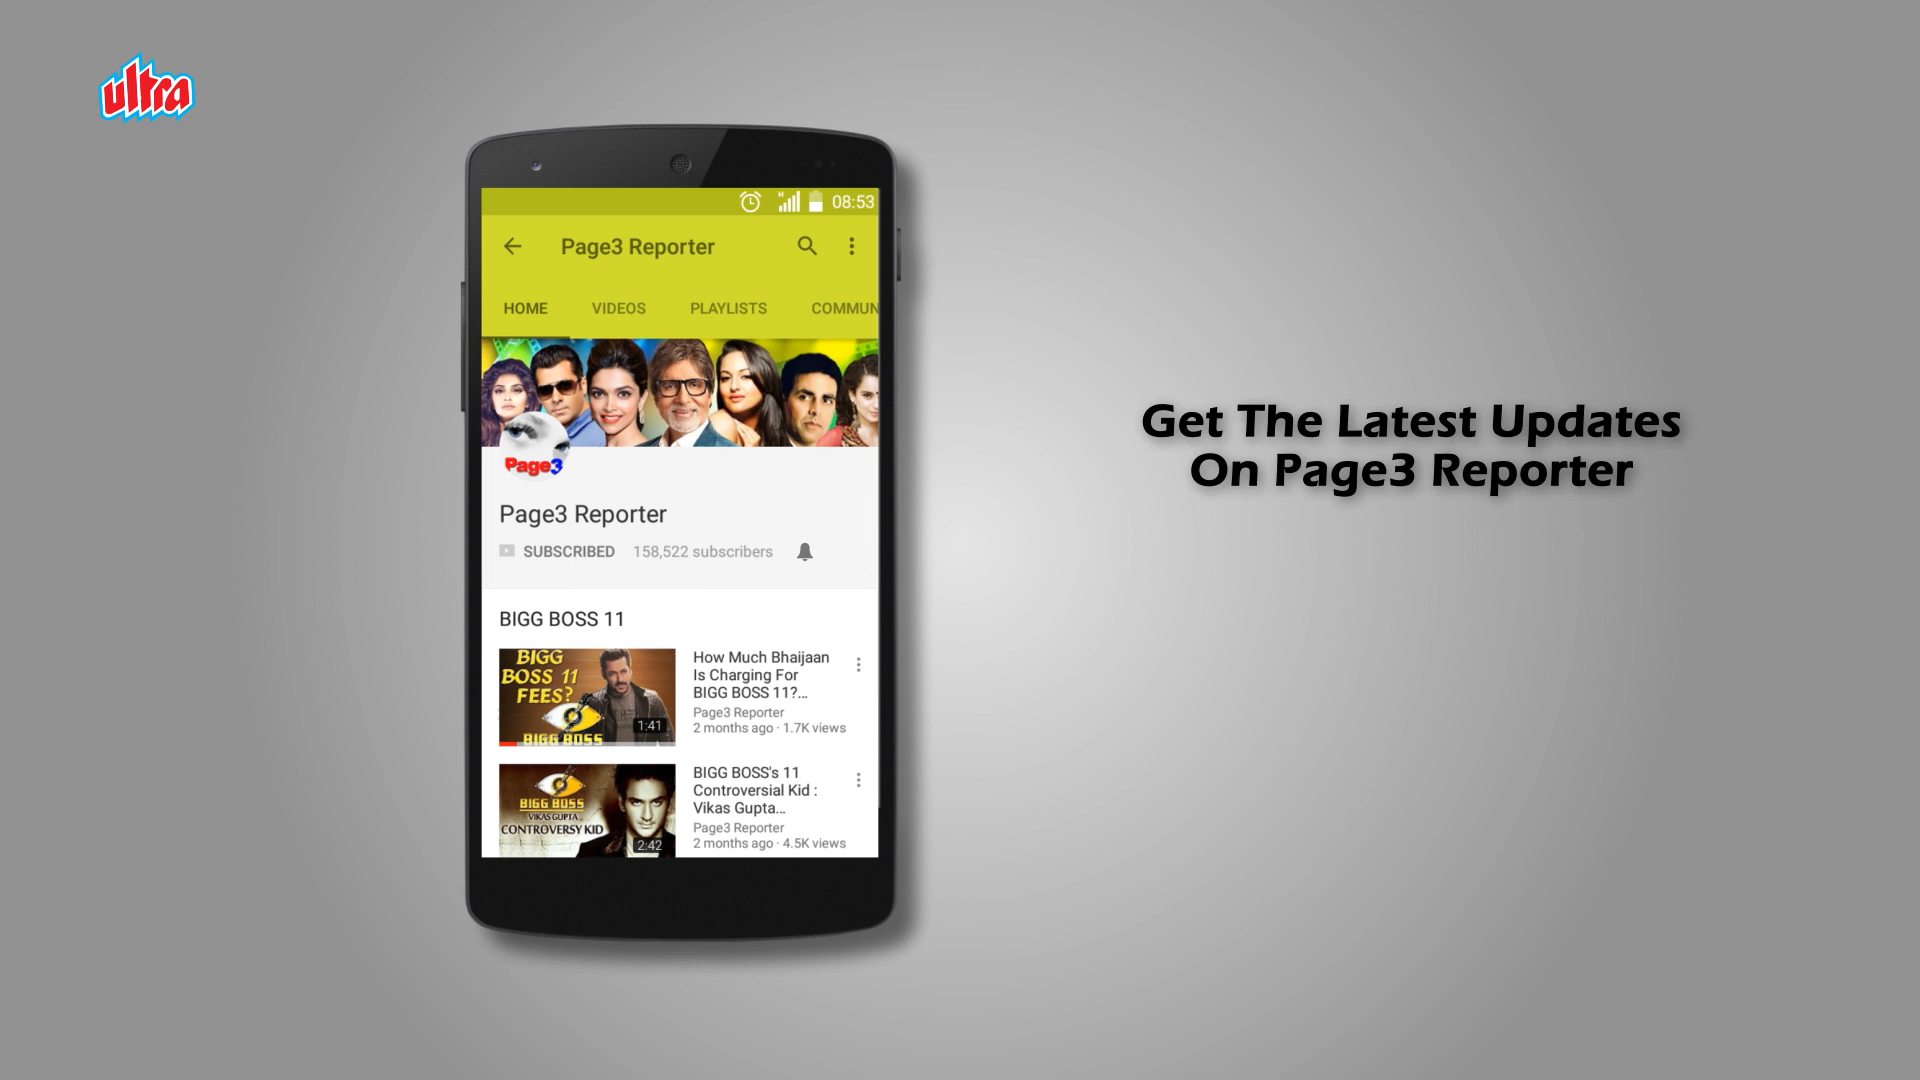 ultra
08:53
Page3 Reporter
HOME VIDEOS PLAYLISTS COMMUN
Page3
Page3 Reporter
SUBSCRIBED 158,522 subscribers
BIGG BOSS 11
BIGG
BOSS 11
FEES?
1:41
BIGG BOSS
How Much Bhaijaan
Is Charging For
BIGG BOSS 11?...
Page3 Reporter
2 months ago · 1.7K views
BIGG BOSS
VIKAS GUPTA
CONTROVERSY KID
2:42
BIGG BOSS's 11
Controversial Kid :
Vikas Gupta...
Page3 Reporter
2 months ago · 4.5K views
Get The Latest Updates
On Page3 Reporter